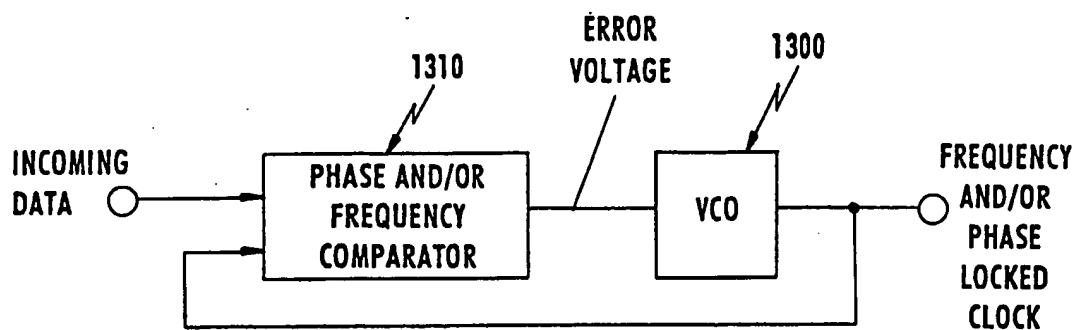 INCOMING
DATA
1310
PHASE AND/OR
FREQUENCY
COMPARATOR
ERROR
VOLTAGE
1300
VCO
FREQUENCY
AND/OR
PHASE
LOCKED
CLOCK